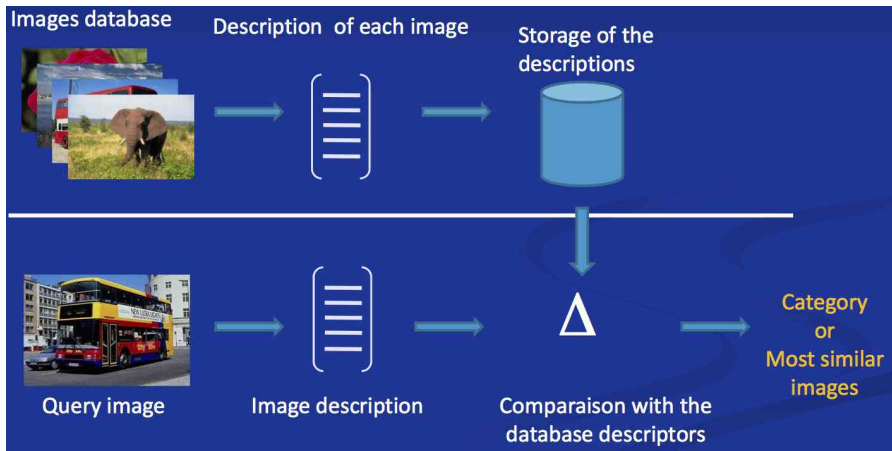 Images database
Description of each image
Storage of the
descriptions
Δ
Category
or
Most similar
images
Query image
Image description
Comparaison with the
database descriptors